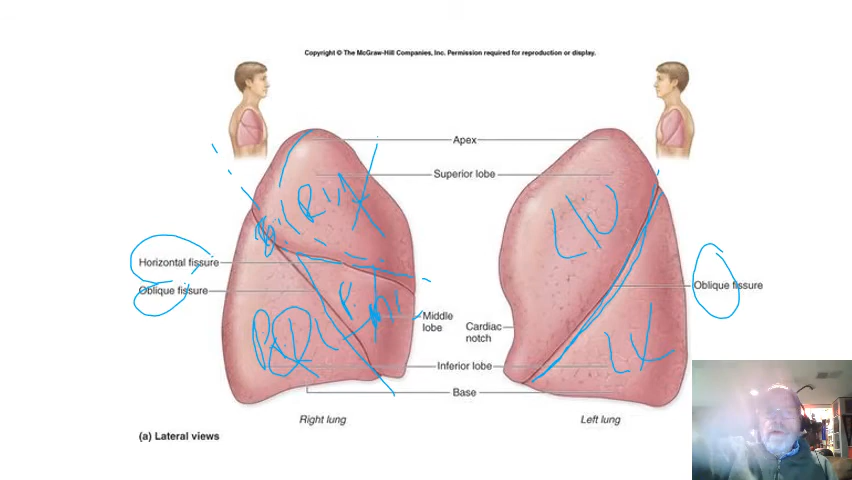 Copyright © The McGraw-Hill Companies, Inc. Permission required for reproduction or display.
Apex
Superior lobe
Horizontal fissure
Oblique fissure
Oblique fissure
Middle
lobe
Cardiac
notch
Inferior lobe
Base
Right lung
Left lung
(a) Lateral views